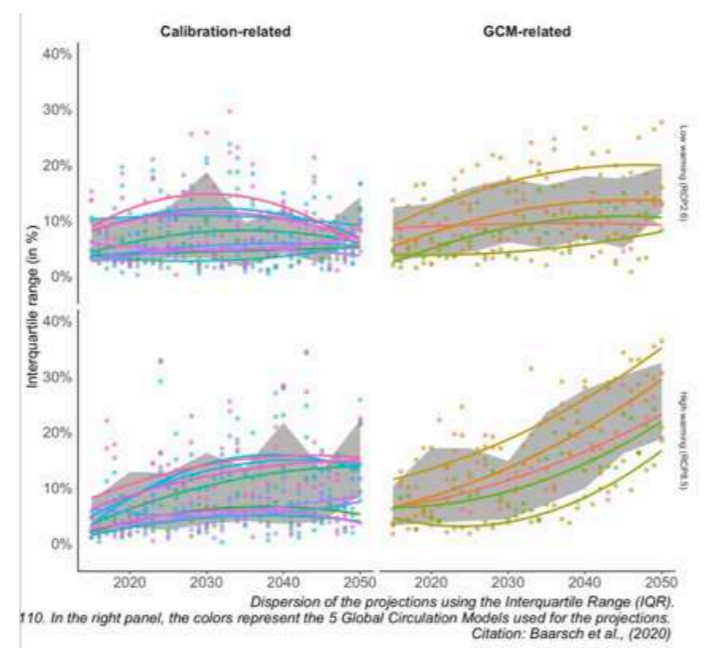 Calibration-related GCM-related
40%
30%
20%
10%
0%
Low warming (RCP2.6)
Interquartile range (in %)
40%
30%
20%
10%
0%
High warming (RCP8.5)
2020 2030 2040 2050 2020 2030 2040 2050
Dispersion of the projections using the Interquartile Range (IQR).
110. In the right panel, the colors represent the 5 Global Circulation Models used for the projections.
Citation: Baarsch et al., (2020)